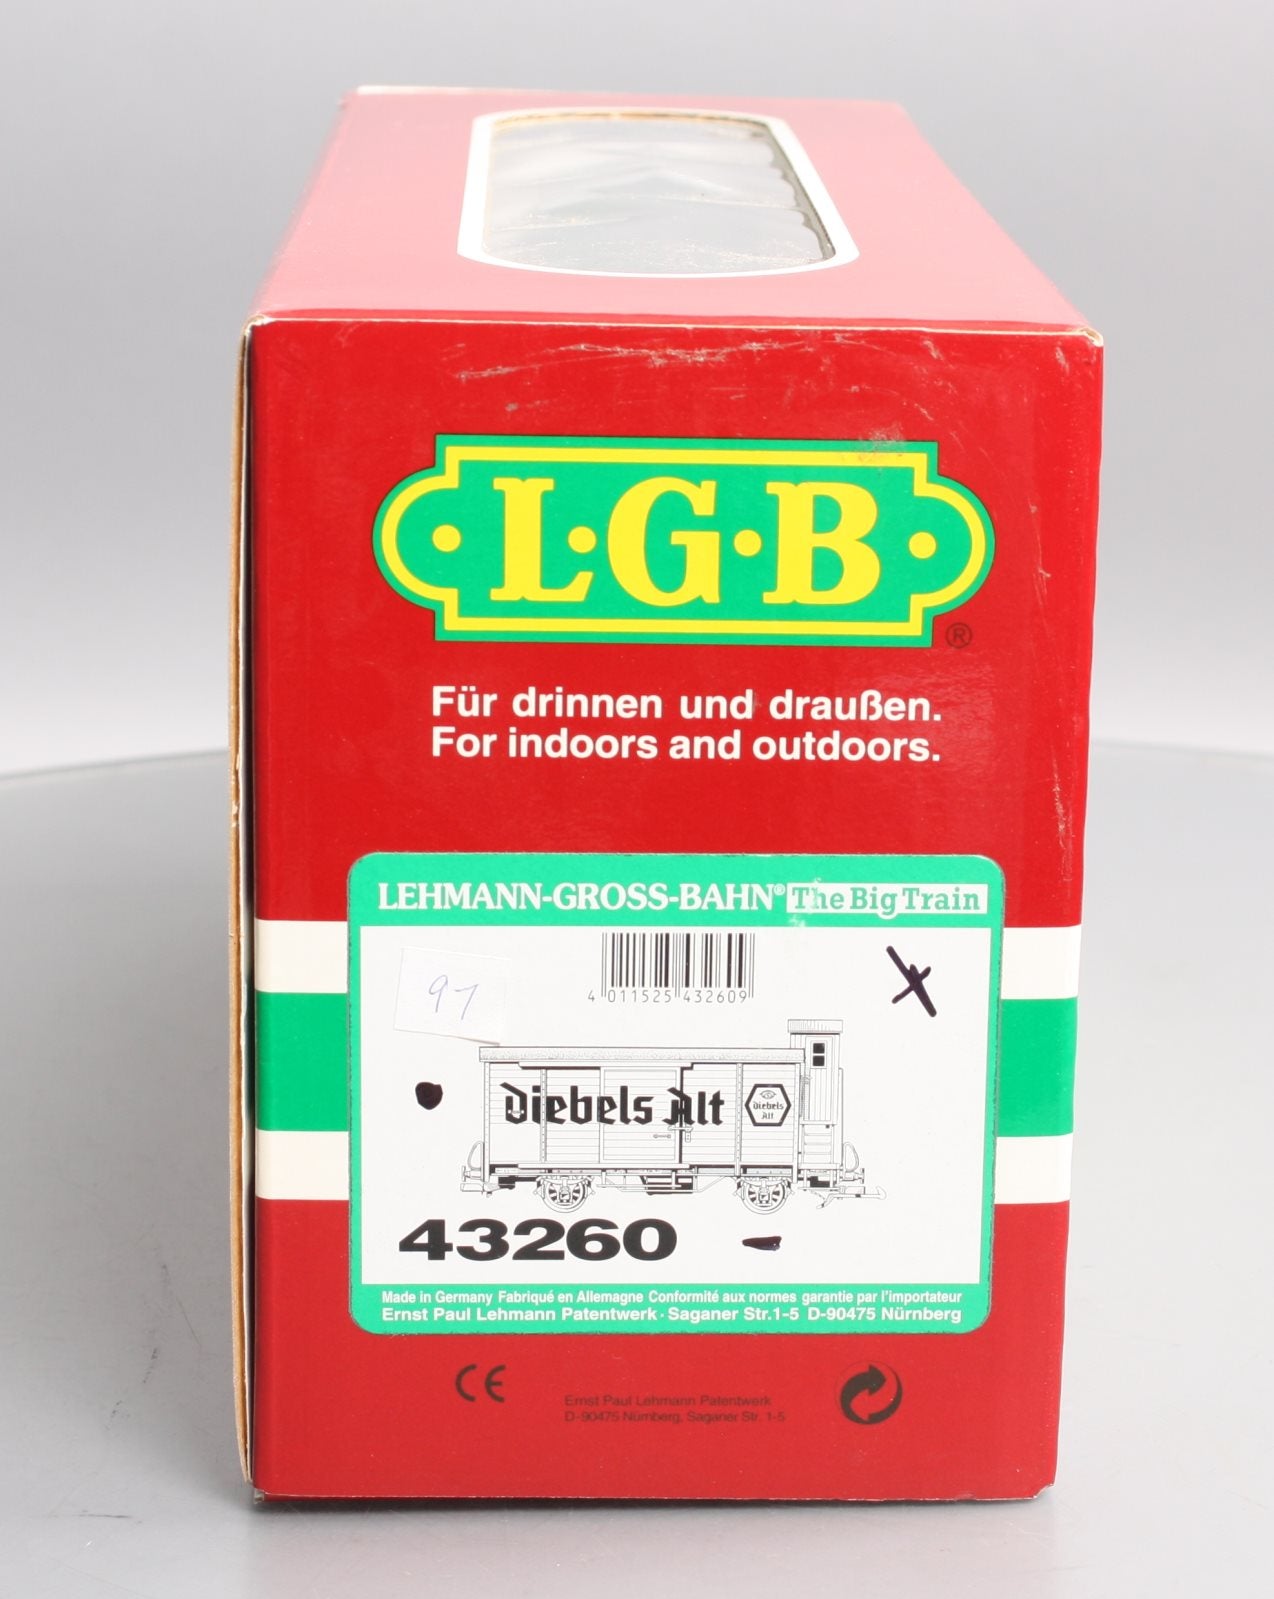 L·G·B
®
Für drinnen und draußen.
For indoors and outdoors.
LEHMANN-GROSS-BAHN® The Big Train
97
4 011525 432609
diebels Alt
diebels
Alt
43260
Made in Germany Fabriqué en Allemagne Conformité aux normes garantie par l'importateur
Ernst Paul Lehmann Patentwerk · Saganer Str.1-5 D-90475 Nürnberg
CE
Ernst Paul Lehmann Patentwerk
D-90475 Nürnberg, Saganer Str. 1-5